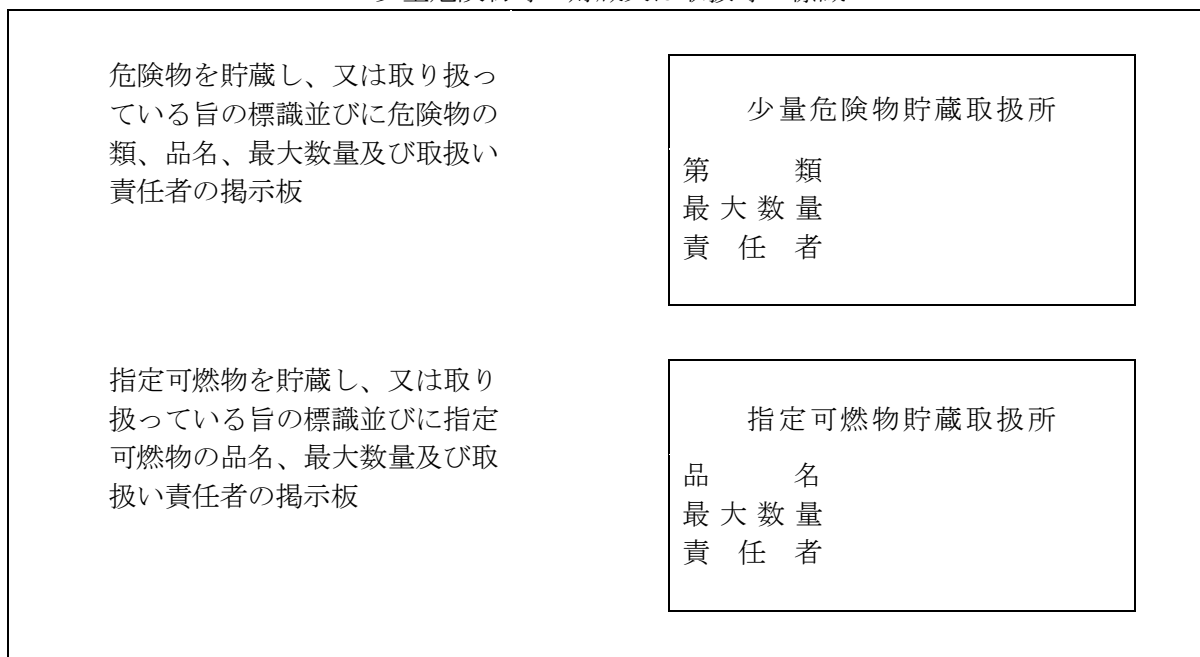 危険物を貯蔵し、又は取り扱っ
ている旨の標識並びに危険物の
類、品名、最大数量及び取扱い
責任者の掲示板
少量危険物貯蔵取扱所
第　　類
最大数量
責 任 者
指定可燃物を貯蔵し、又は取り
扱っている旨の標識並びに指定
可燃物の品名、最大数量及び取
扱い責任者の掲示板
指定可燃物貯蔵取扱所
品　　名
最大数量
責 任 者